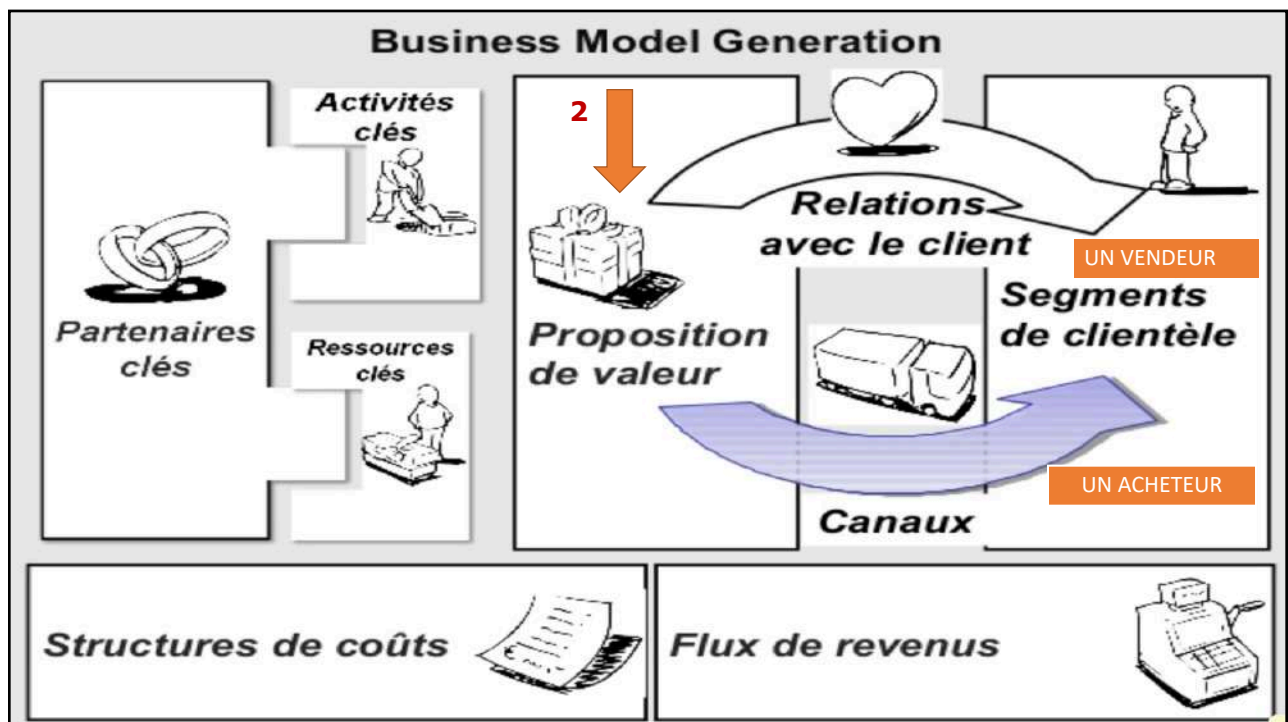 Business Model Generation
Activités
clés
2
Relations
avec le client
UN VENDEUR
Segments
de clientèle
Partenaires
clés
Ressources
clés
Proposition
de valeur
UN ACHETEUR
Canaux
Structures de coûts
Flux de revenus